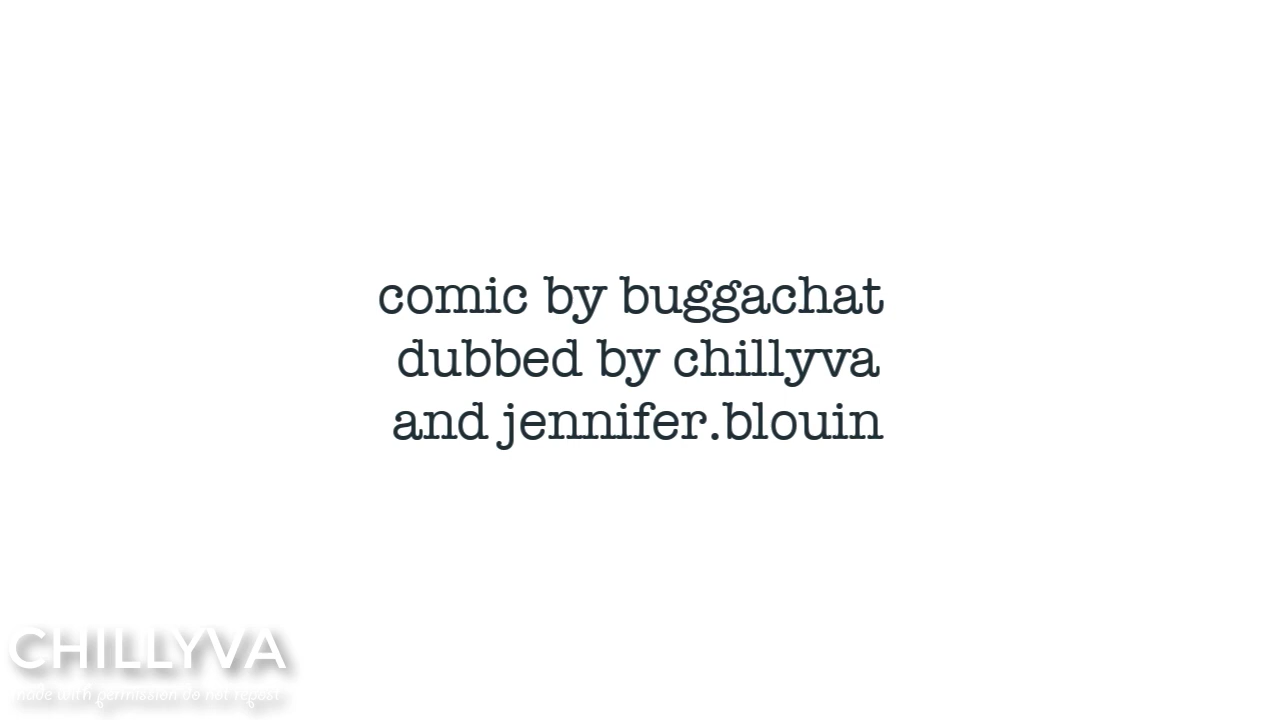 comic by buggachat
dubbed by chillyva
and jennifer.blouin
CHILLYVA
made with permission do not repost